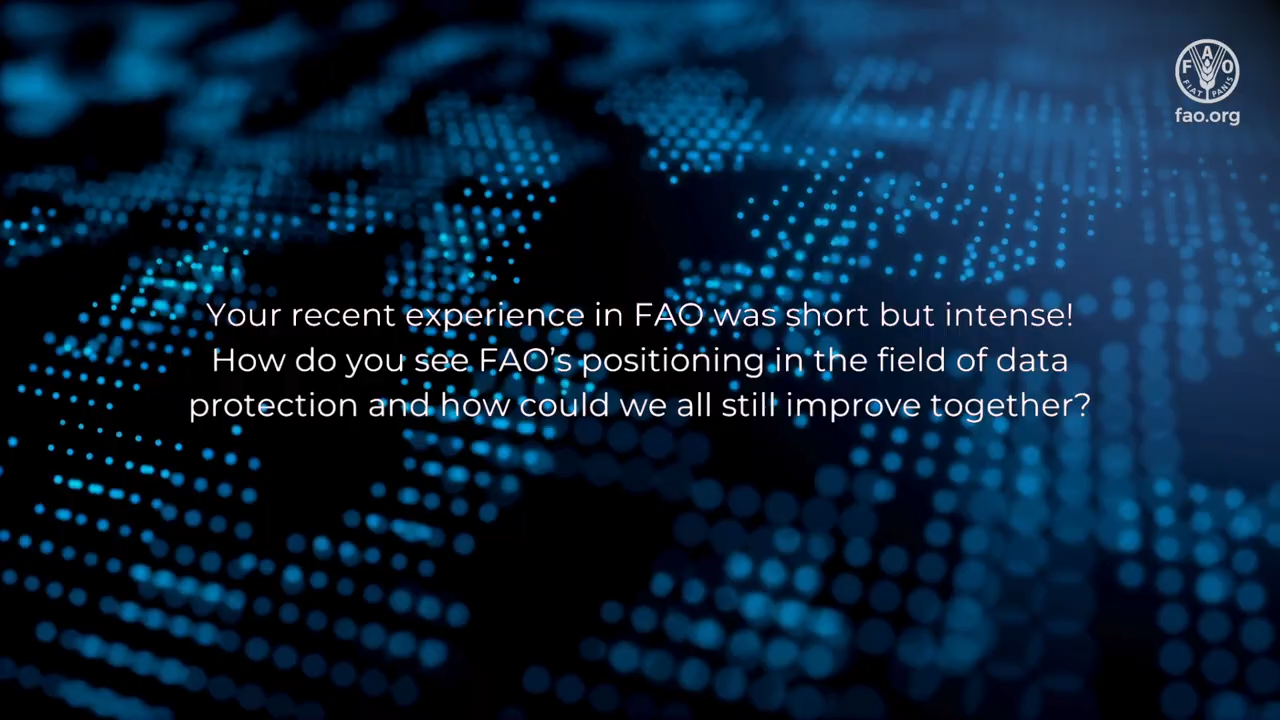 FAO
FIAT PANIS
fao.org
Your recent experience in FAO was short but intense!
How do you see FAO's positioning in the field of data
protection and how could we all still improve together?